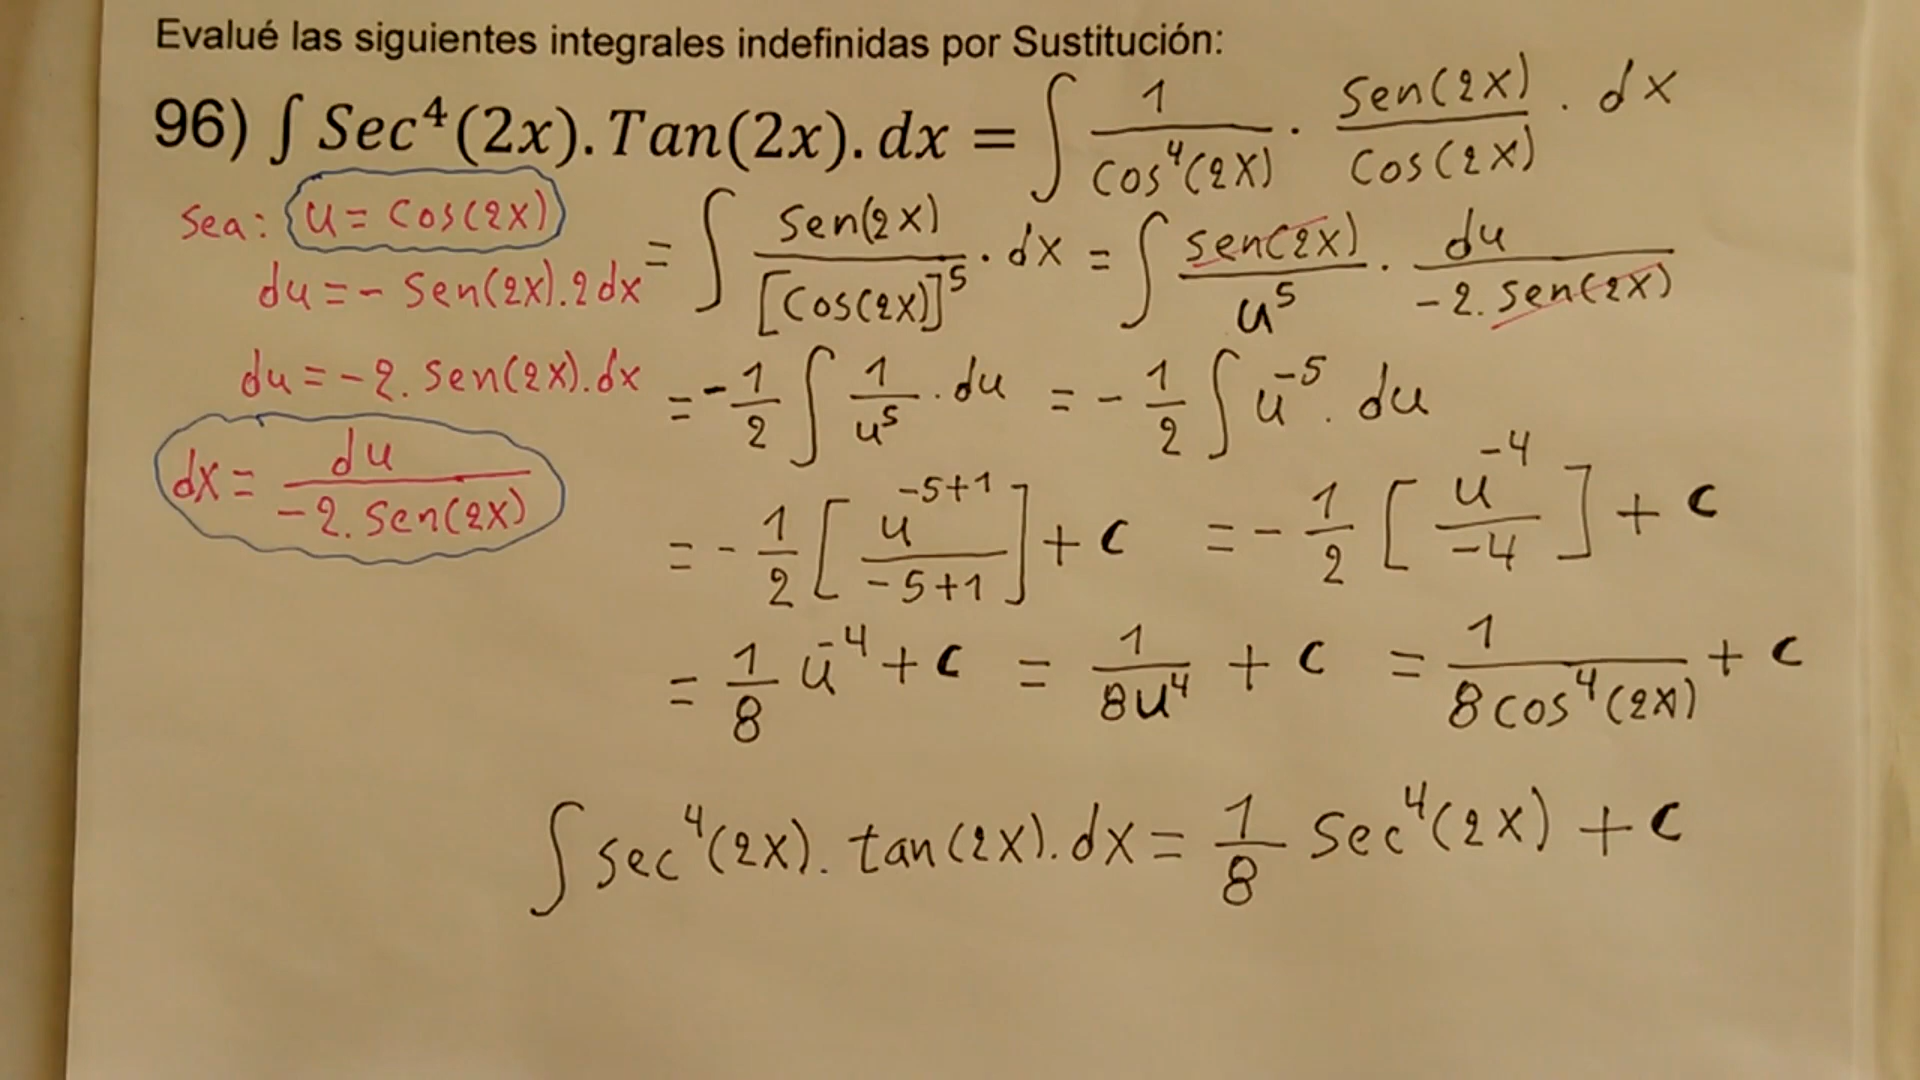 Evalué las siguientes integrales indefinidas por Sustitución:
96) ∫ Sec⁴(2x). Tan(2x). dx = ∫ 1/cos⁴(2x) · sen(2x)/cos(2x) · dx
sea: u = cos(2x)
= ∫ sen(2x)/[cos(2x)]⁵ · dx = ∫ sen(2x)/u⁵ · du/-2.sen(2x)
du = - sen(2x).2dx
du = -2. sen(2x).dx
= -1/2 ∫ 1/u⁵ · du = -1/2 ∫ u⁻⁵. du
dx = du/-2.sen(2x)
= -1/2 [u⁻⁵⁺¹/-5+1] + c = -1/2 [u⁻⁴/-4] + c
= 1/8 u⁻⁴ + c = 1/8u⁴ + c = 1/8cos⁴(2x) + c
∫ sec⁴(2x). tan(2x). dx = 1/8 sec⁴(2x) + c